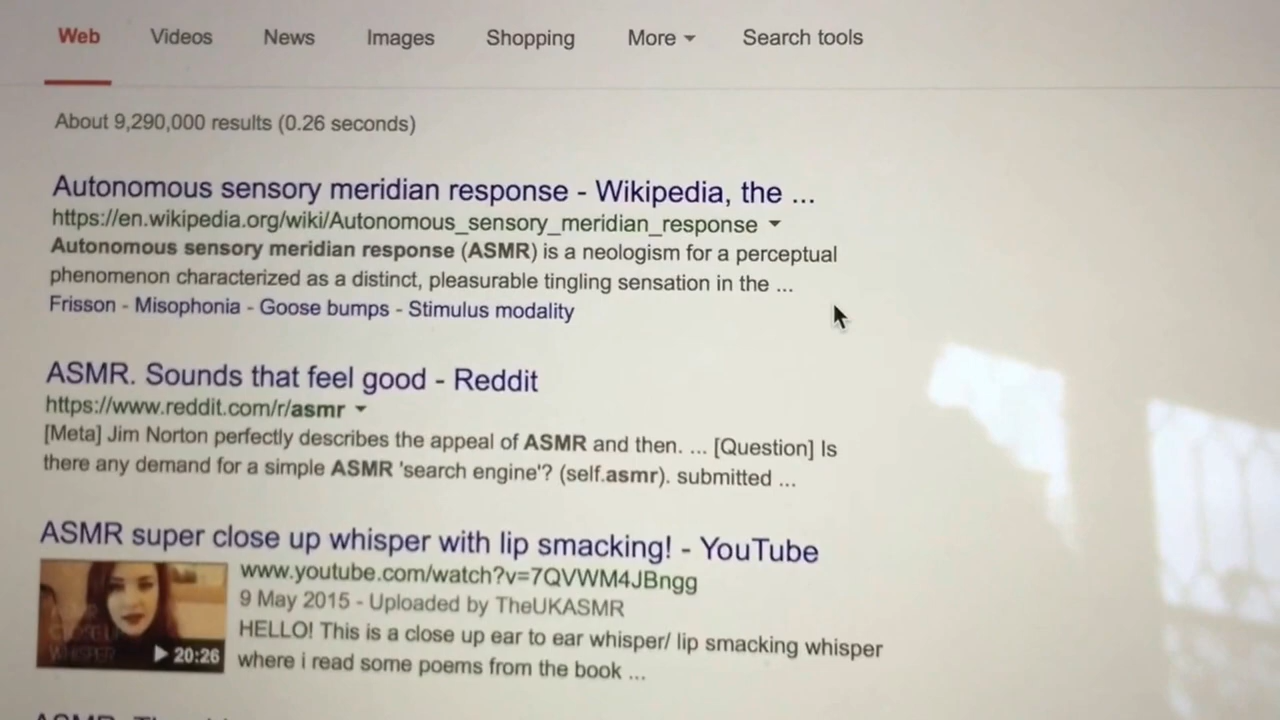 Web Videos News Images Shopping More Search tools
About 9,290,000 results (0.26 seconds)
Autonomous sensory meridian response - Wikipedia, the ...
https://en.wikipedia.org/wiki/Autonomous_sensory_meridian_response
Autonomous sensory meridian response (ASMR) is a neologism for a perceptual
phenomenon characterized as a distinct, pleasurable tingling sensation in the ...
Frisson - Misophonia - Goose bumps - Stimulus modality
ASMR. Sounds that feel good - Reddit
https://www.reddit.com/r/asmr
[Meta] Jim Norton perfectly describes the appeal of ASMR and then. ... [Question] Is
there any demand for a simple ASMR 'search engine'? (self.asmr). submitted ...
ASMR super close up whisper with lip smacking! - YouTube
www.youtube.com/watch?v=7QVWM4JBngg
9 May 2015 - Uploaded by TheUKASMR
HELLO! This is a close up ear to ear whisper/ lip smacking whisper
where i read some poems from the book ...
CLOSE U
WHISPER
20:26